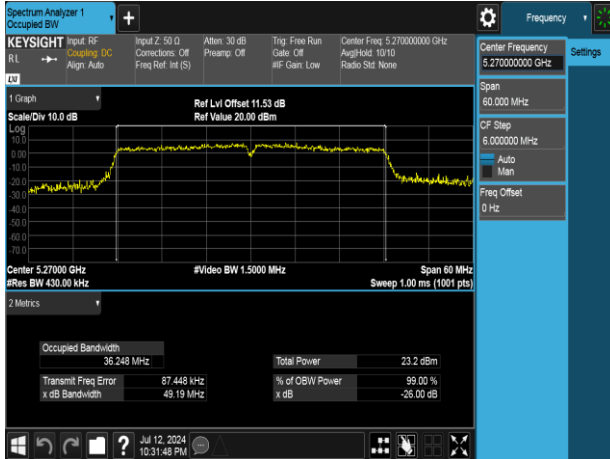 Spectrum Analyzer 1
Occupied BW
+
Frequency
KEYSIGHT
RL
Input: RF
Coupling: DC
Align: Auto
Input Z: 50 Ω
Corrections: Off
Freq Ref: Int (S)
Atten: 30 dB
Preamp: Off
Trig: Free Run
Gate: Off
#IF Gain: Low
Center Freq: 5.270000000 GHz
Avg|Hold: 10/10
Radio Std: None
LXI
Center Frequency
5.270000000 GHz
Settings
Span
60.000 MHz
CF Step
6.000000 MHz
Auto
Man
Freq Offset
0 Hz
1 Graph
Scale/Div 10.0 dB
Ref Lvl Offset 11.53 dB
Ref Value 20.00 dBm
Log
10.0
0.00
-10.0
-20.0
-30.0
-40.0
-50.0
-60.0
-70.0
Center 5.27000 GHz
#Res BW 430.00 kHz
#Video BW 1.5000 MHz
Span 60 MHz
Sweep 1.00 ms (1001 pts)
2 Metrics
Occupied Bandwidth
36.248 MHz
Total Power 23.2 dBm
Transmit Freq Error 87.448 kHz
% of OBW Power 99.00 %
x dB Bandwidth 49.19 MHz
x dB -26.00 dB
?
Jul 12, 2024
10:31:48 PM